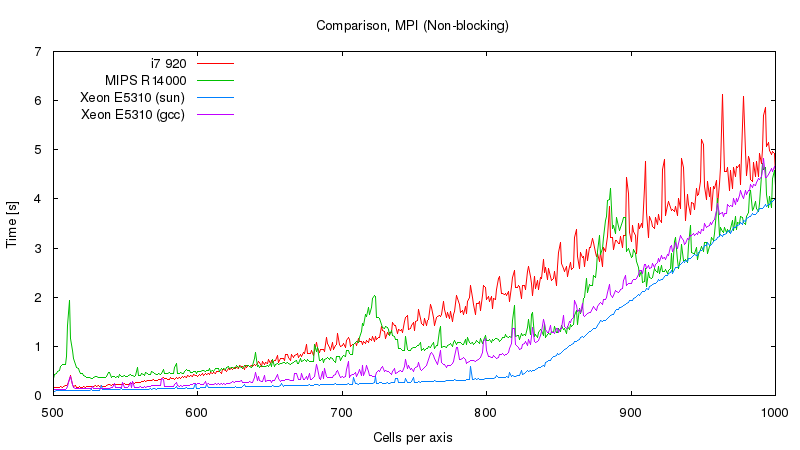 Comparison, MPI (Non-blocking)
i7 920
MIPS R14000
Xeon E5310 (sun)
Xeon E5310 (gcc)
7
6
5
4
3
2
1
0
Time [s]
500 600 700 800 900 1000
Cells per axis